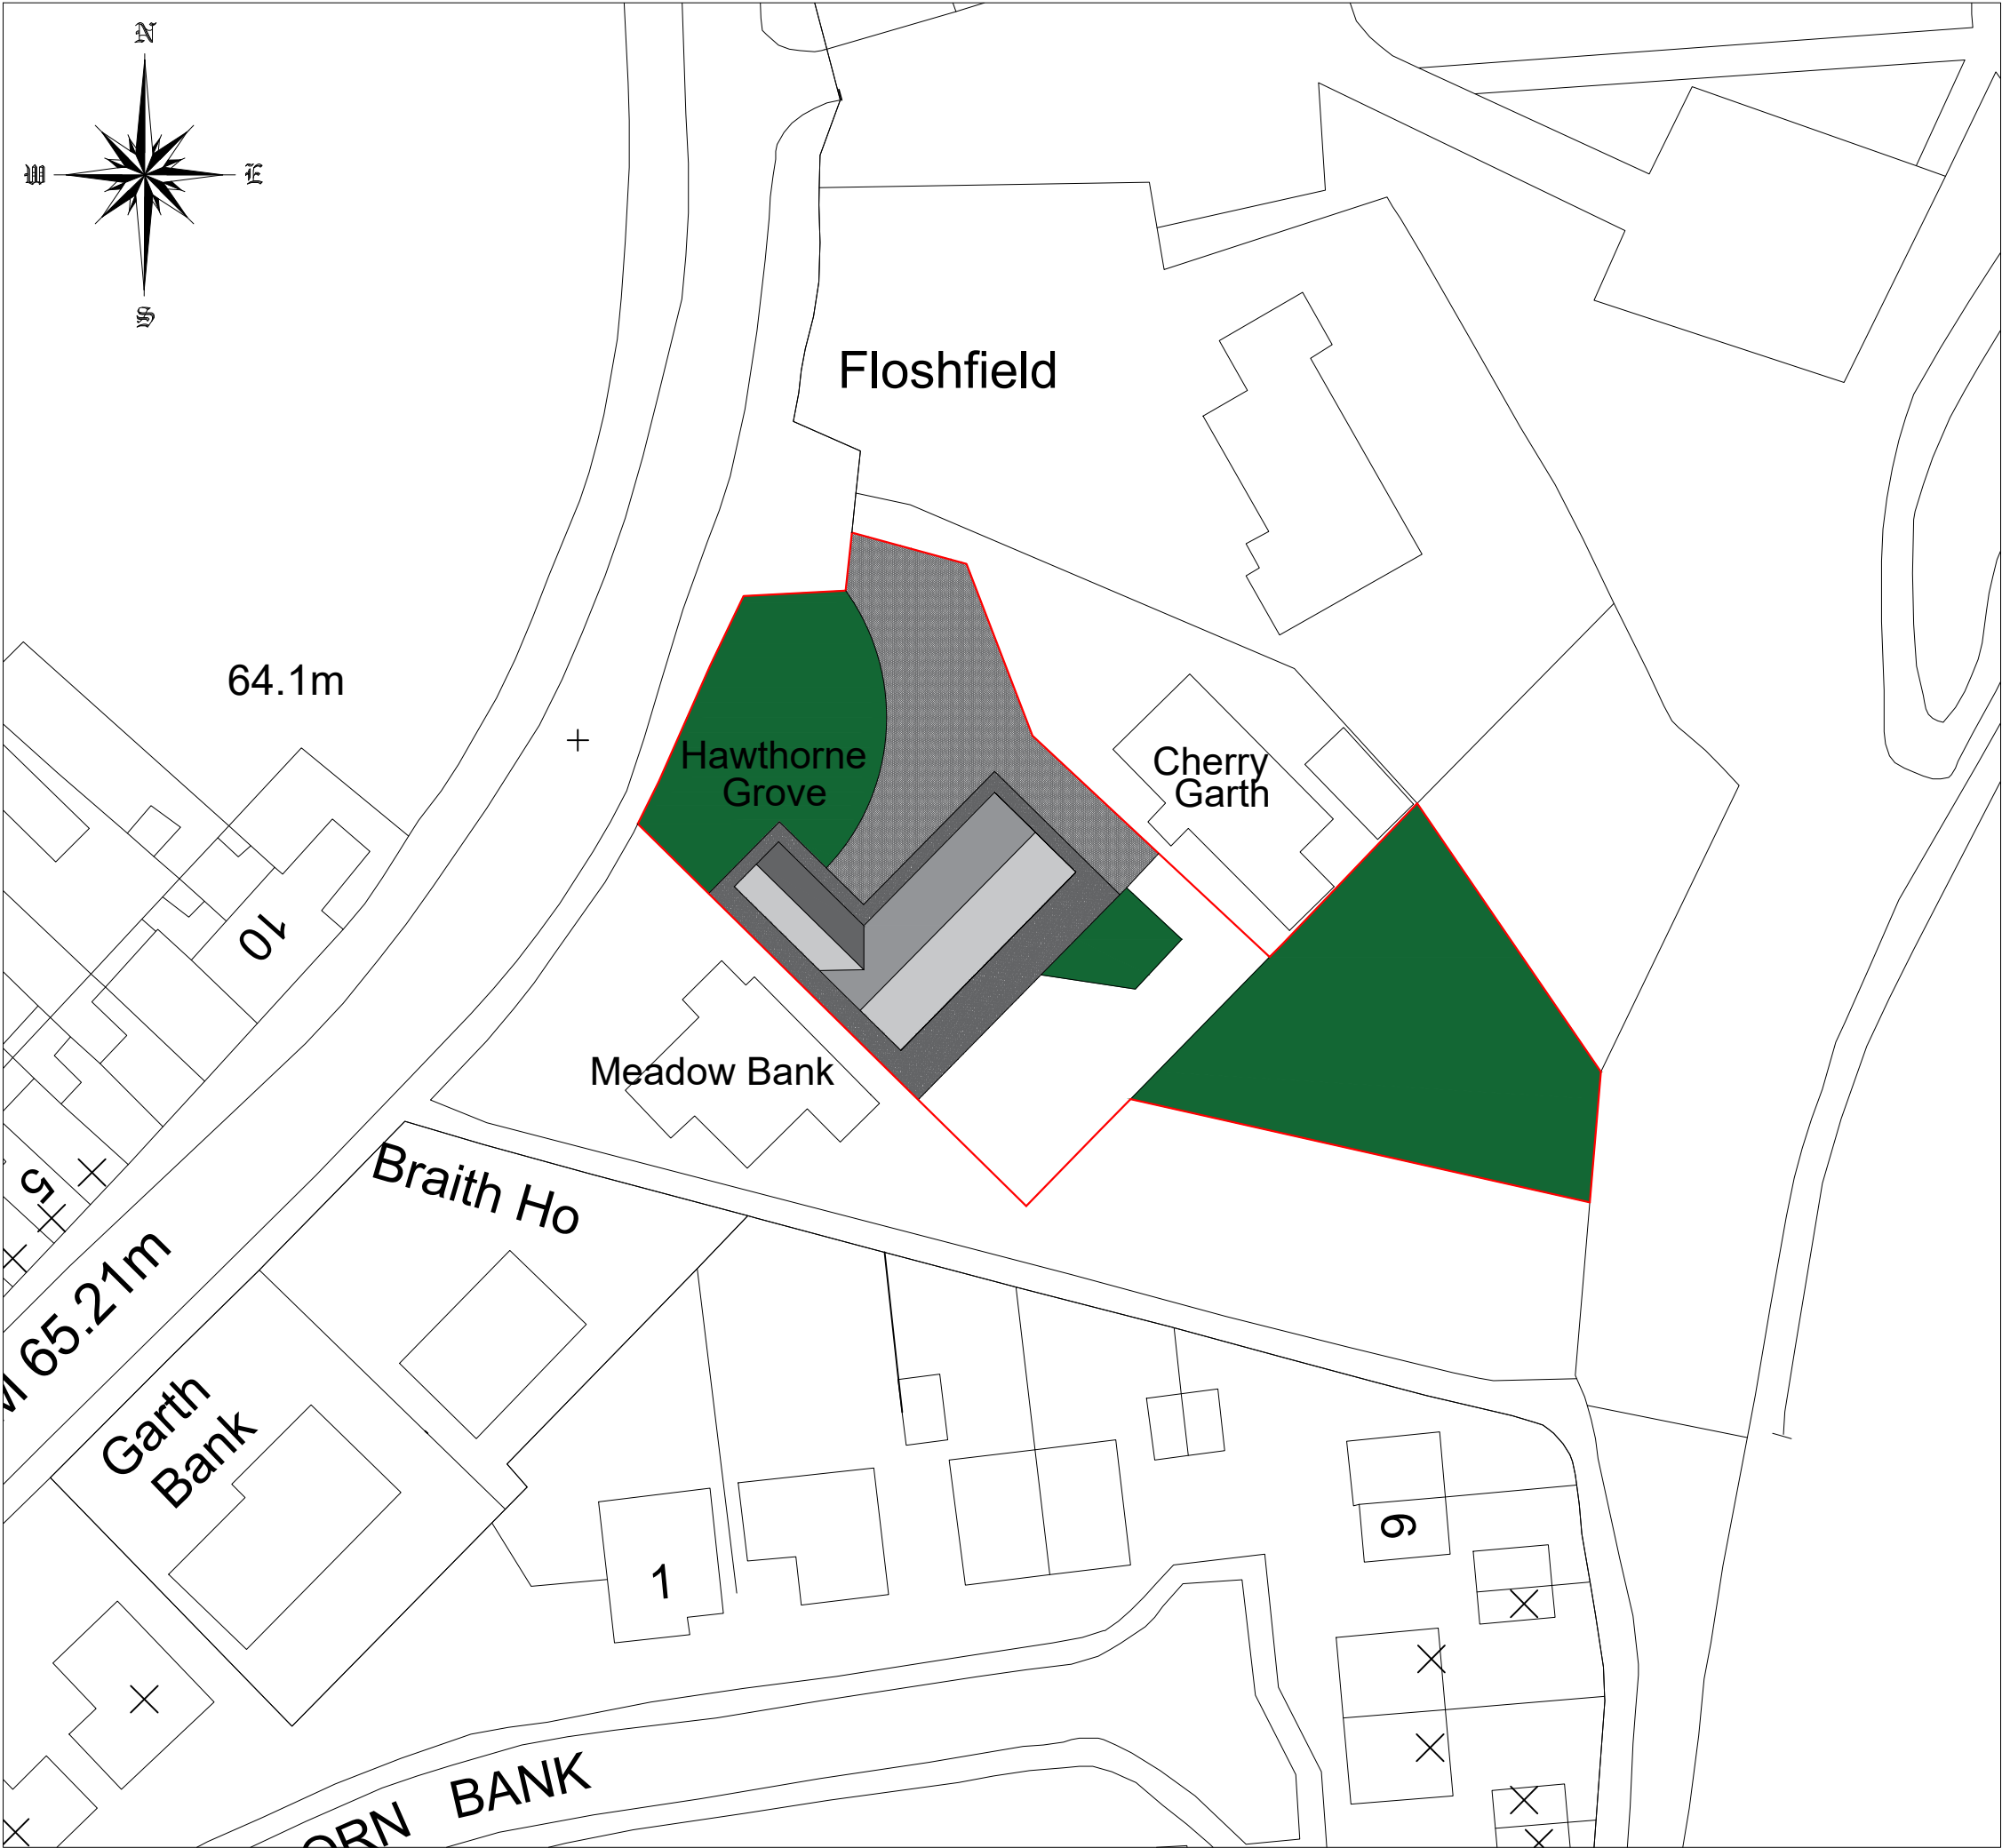 N
W
E
S
Floshfield
64.1m
Hawthorne
Grove
Cherry
Garth
10
Meadow Bank
Braith Ho
5
65.21m
Garth
Bank
1
9
BANK